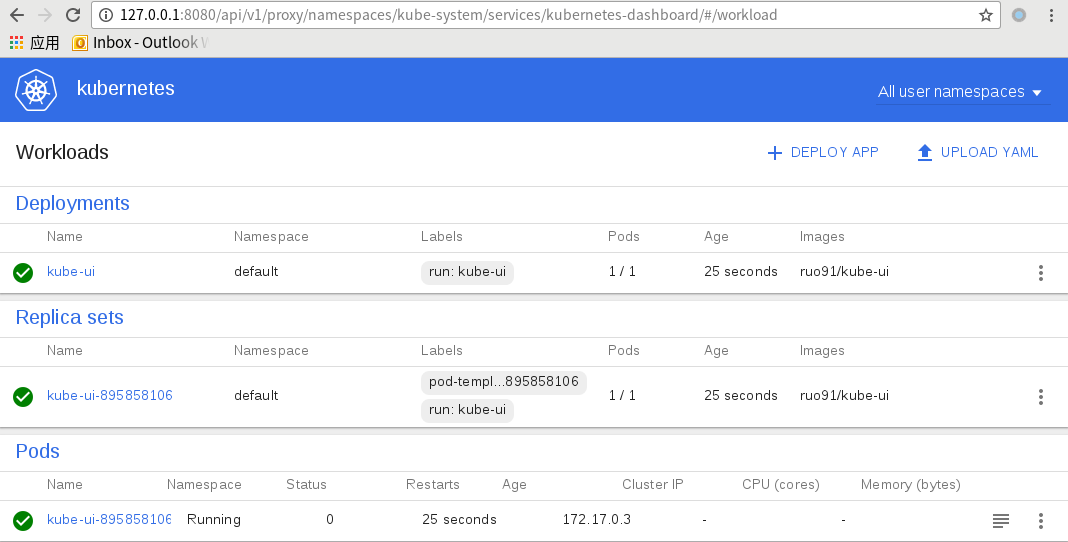 127.0.0.1:8080/api/v1/proxy/namespaces/kube-system/services/kubernetes-dashboard/#/workload
应用 Inbox - Outlook
kubernetes All user namespaces
Workloads DEPLOY APP UPLOAD YAML
Deployments
Name Namespace Labels Pods Age Images
kube-ui default run: kube-ui 1 / 1 25 seconds ruo91/kube-ui
Replica sets
Name Namespace Labels Pods Age Images
pod-templ...895858106
kube-ui-895858106 default 1 / 1 25 seconds ruo91/kube-ui
run: kube-ui
Pods
Name Namespace Status Restarts Age Cluster IP CPU (cores) Memory (bytes)
kube-ui-895858106 Running 0 25 seconds 172.17.0.3 - -